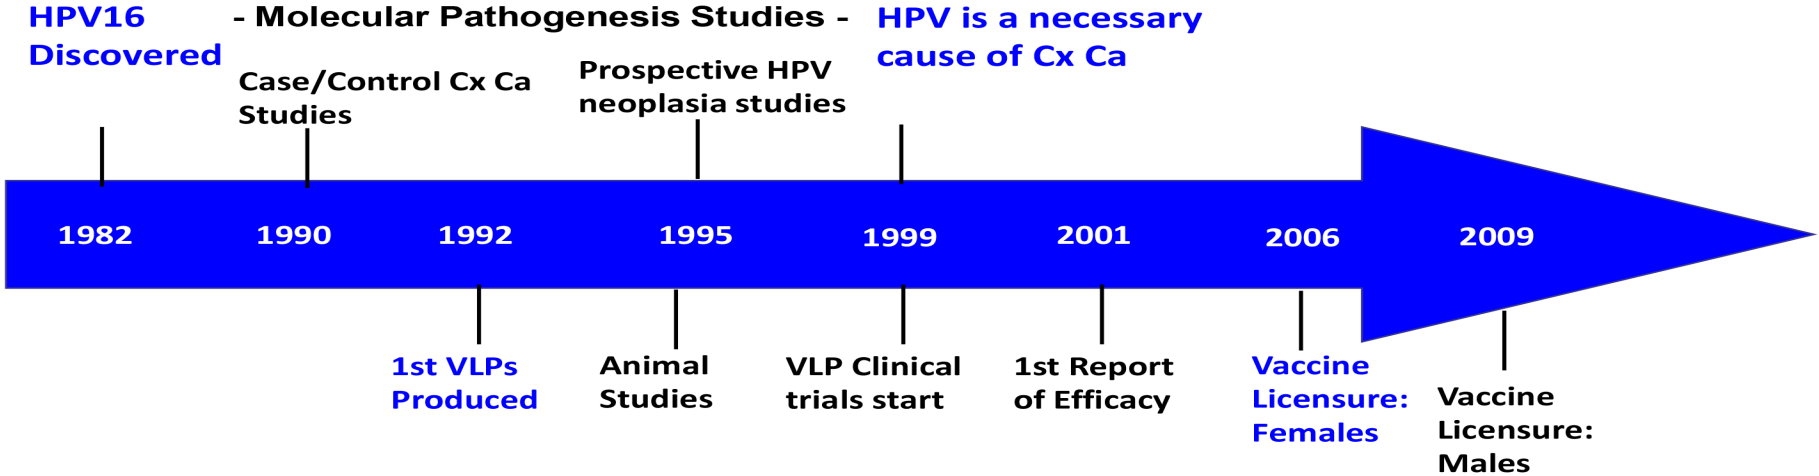 HPV16
Discovered
- Molecular Pathogenesis Studies -
HPV is a necessary
cause of Cx Ca
Case/Control Cx Ca
Studies
Prospective HPV
neoplasia studies
1982
1990
1992
1995
1999
2001
2006
2009
1st VLPs
Produced
Animal
Studies
VLP Clinical
trials start
1st Report
of Efficacy
Vaccine
Licensure:
Females
Vaccine
Licensure:
Males